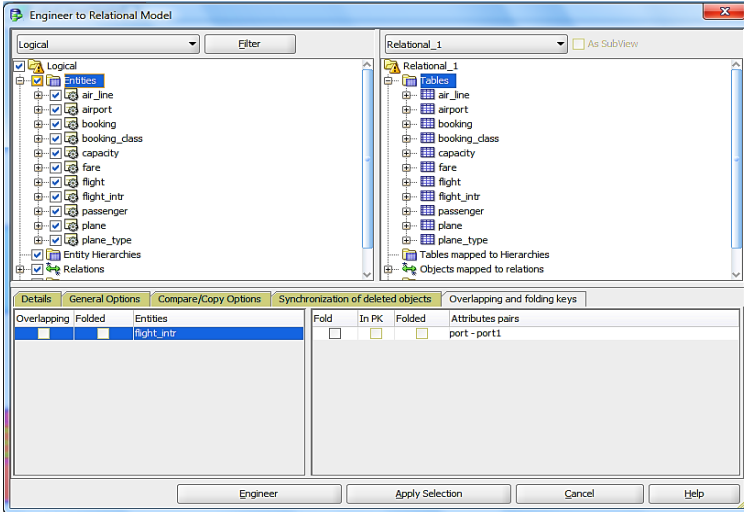 Engineer to Relational Model
Logical
Filter
Relational_1
As SubView
Logical
Entities
air_line
airport
booking
booking_class
capacity
fare
flight
flight_intr
passenger
plane
plane_type
Entity Hierarchies
Relations
Relational_1
Tables
air_line
airport
booking
booking_class
capacity
fare
flight
flight_intr
passenger
plane
plane_type
Tables mapped to Hierarchies
Objects mapped to relations
Details General Options Compare/Copy Options Synchronization of deleted objects Overlapping and folding keys
Overlapping Folded Entities
flight_intr
Fold In PK Folded Attributes pairs
port - port1
Engineer Apply Selection Cancel Help